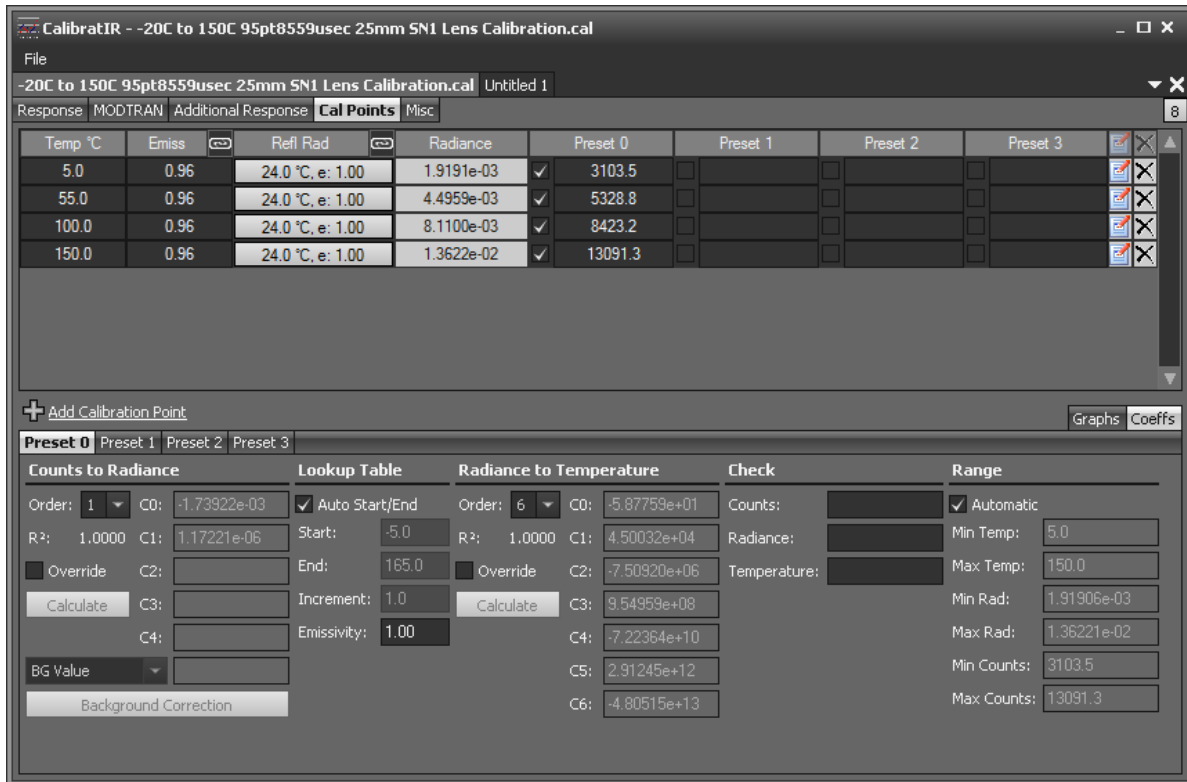 CalibratIR - -20C to 150C 95pt8559usec 25mm SN1 Lens Calibration.cal
File
-20C to 150C 95pt8559usec 25mm SN1 Lens Calibration.cal Untitled 1
Response MODTRAN Additional Response Cal Points Misc 8
Temp °C Emiss Refl Rad Radiance Preset 0 Preset 1 Preset 2 Preset 3
5.0 0.96 24.0 °C, e: 1.00 1.9191e-03 3103.5
55.0 0.96 24.0 °C, e: 1.00 4.4959e-03 5328.8
100.0 0.96 24.0 °C, e: 1.00 8.1100e-03 8423.2
150.0 0.96 24.0 °C, e: 1.00 1.3622e-02 13091.3
Add Calibration Point Graphs Coeffs
Preset 0 Preset 1 Preset 2 Preset 3
Counts to Radiance Lookup Table Radiance to Temperature Check Range
Order: 1 C0: -1.73922e-03 Auto Start/End Order: 6 C0: -5.87759e+01 Counts: Automatic
R²: 1.0000 C1: 1.17221e-06 Start: -5.0 R²: 1.0000 C1: 4.50032e+04 Radiance: Min Temp: 5.0
Override C2: End: 165.0 Override C2: -7.50920e+06 Temperature: Max Temp: 150.0
Calculate C3: Increment: 1.0 Calculate C3: 9.54959e+08 Min Rad: 1.91906e-03
C4: Emissivity: 1.00 C4: -7.22364e+10 Max Rad: 1.36221e-02
BG Value C5: 2.91245e+12 Min Counts: 3103.5
Background Correction C6: -4.80515e+13 Max Counts: 13091.3